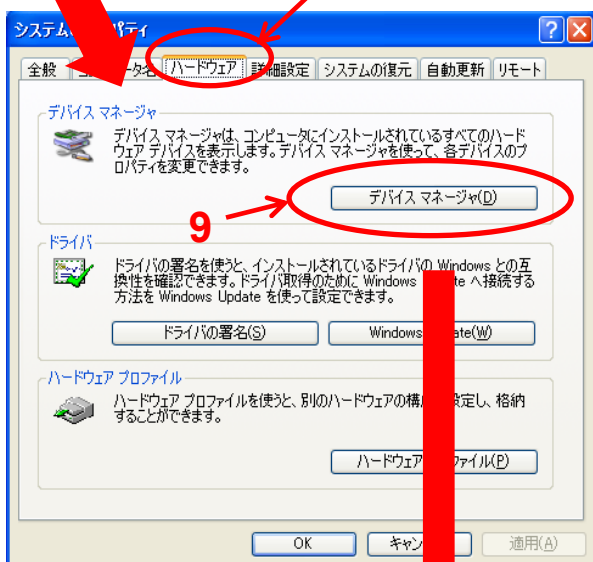 システム ロパティ
全般 コ ータ名 ハードウェア 詳細設定 システムの復元 自動更新 リモート
デバイス マネージャ
デバイス マネージャは、コンピュータにインストールされているすべてのハード
ウェア デバイスを表示します。デバイス マネージャを使って、各デバイスのプ
ロパティを変更できます。
デバイス マネージャ(D)
9
ドライバ
ドライバの署名を使うと、インストールされているドライバの Windows との互
換性を確認できます。ドライバ取得のために Windows te へ接続する
方法を Windows Update を使って設定できます。
ドライバの署名(S) Windows ate(W)
ハードウェア プロファイル
ハードウェア プロファイルを使うと、別のハードウェアの構 設定し、格納
することができます。
ハードウェア ファイル(P)
OK キャン 適用(A)